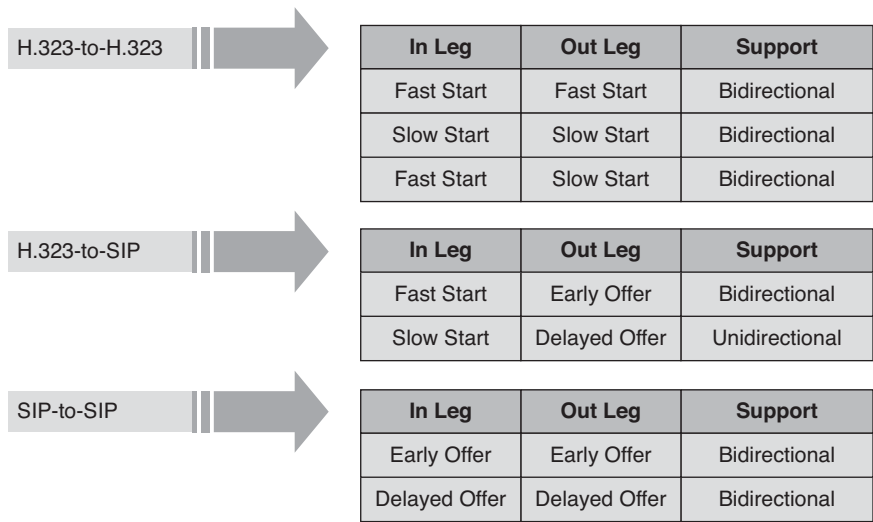 H.323-to-H.323
In Leg Out Leg Support
Fast Start Fast Start Bidirectional
Slow Start Slow Start Bidirectional
Fast Start Slow Start Bidirectional
H.323-to-SIP
In Leg Out Leg Support
Fast Start Early Offer Bidirectional
Slow Start Delayed Offer Unidirectional
SIP-to-SIP
In Leg Out Leg Support
Early Offer Early Offer Bidirectional
Delayed Offer Delayed Offer Bidirectional